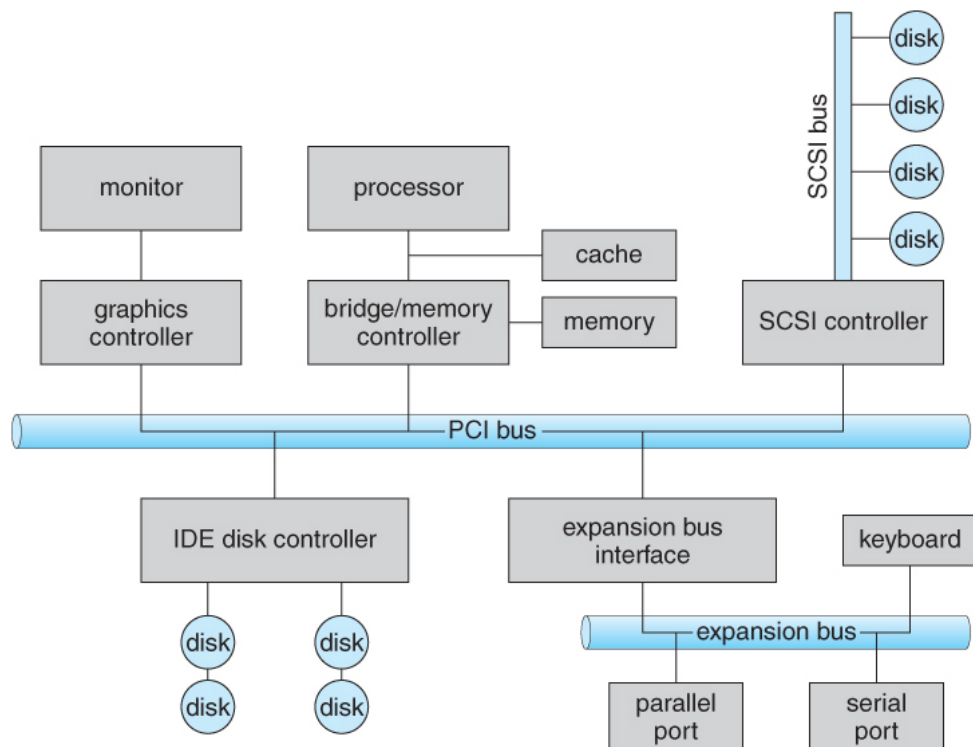 disk
disk
disk
disk
SCSI bus
monitor
processor
cache
graphics
controller
bridge/memory
controller
memory
SCSI controller
PCI bus
IDE disk controller
expansion bus
interface
keyboard
disk
disk
disk
disk
expansion bus
parallel
port
serial
port